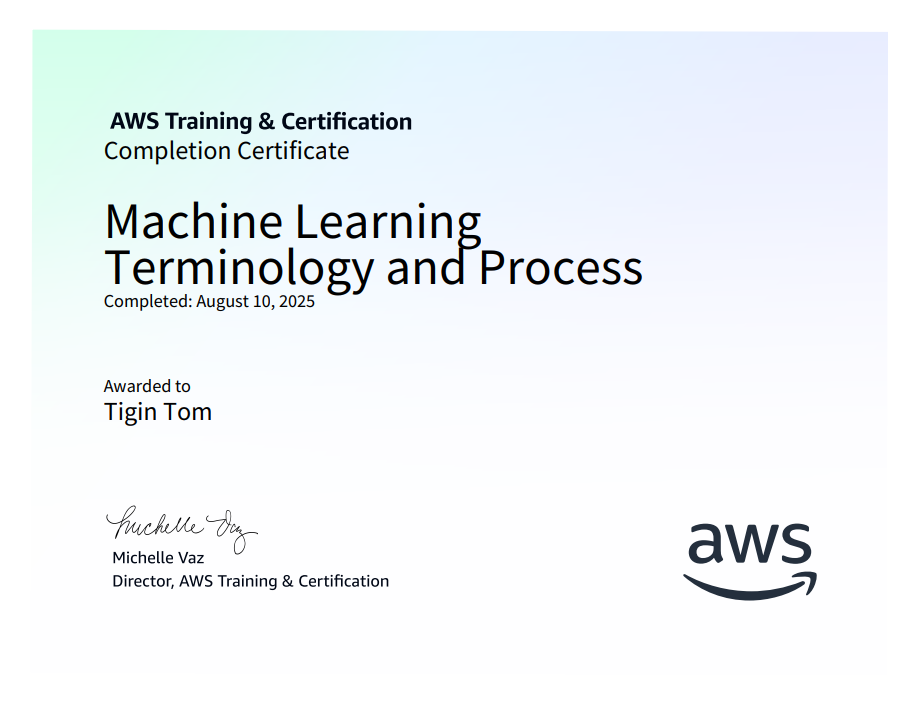 AWS Training & Certification
Completion Certificate
Machine Learning
Terminology and Process
Completed: August 10, 2025
Awarded to
Tigin Tom
Michelle Vaz
Michelle Vaz
Director, AWS Training & Certification
aws